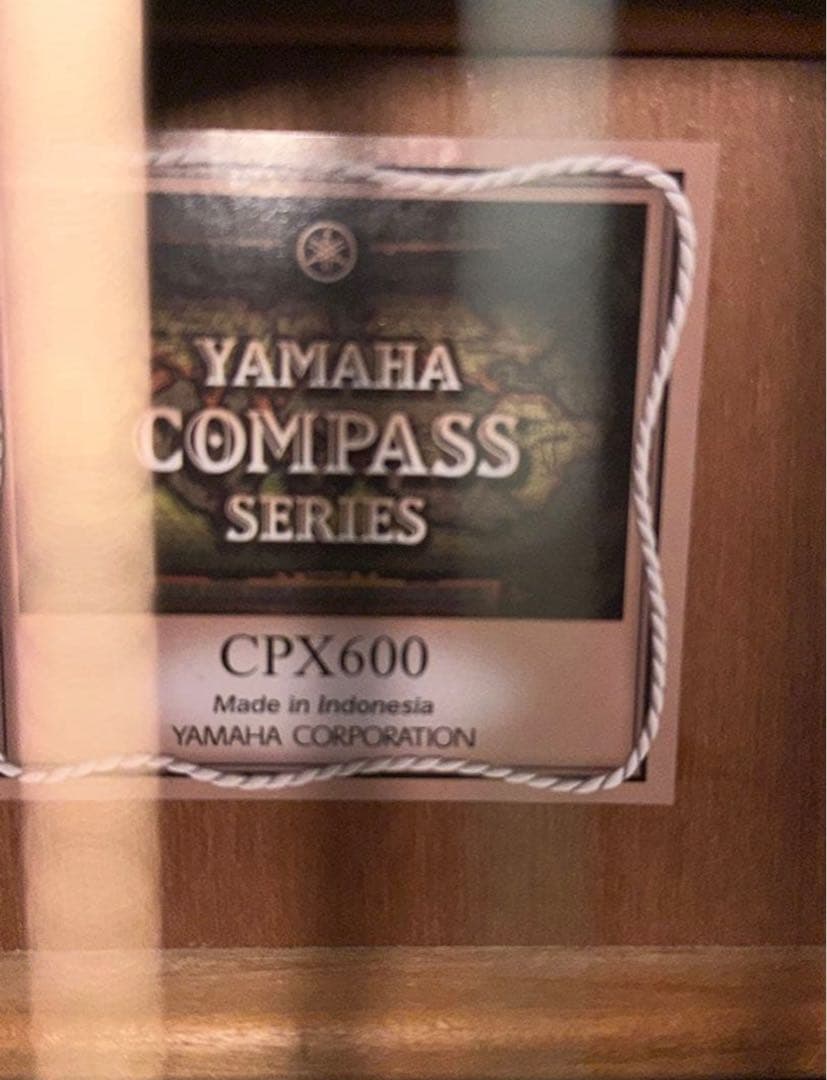 YAMAHA
COMPASS
SERIES
CPX600
Made in Indonesia
YAMAHA CORPORATION